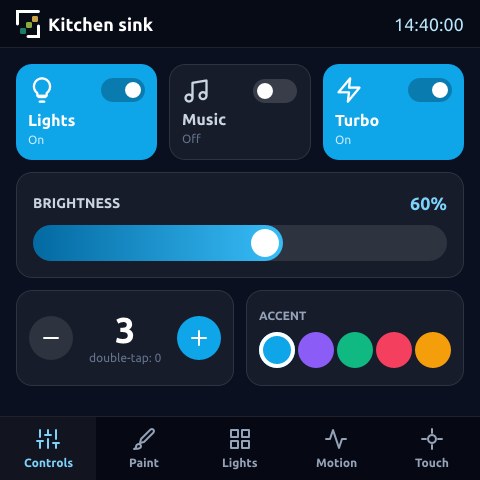 Kitchen sink
14:40:00
Lights
On
Music
Off
Turbo
On
BRIGHTNESS
60%
3
double-tap: 0
ACCENT
Controls
Paint
Lights
Motion
Touch